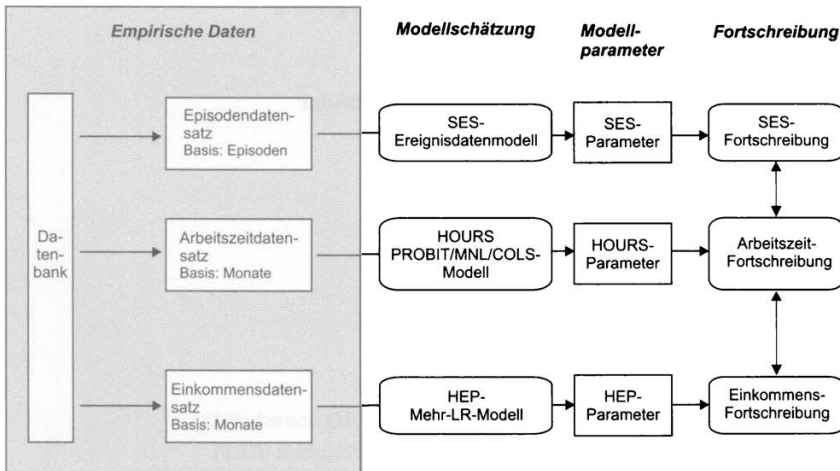 Empirische Daten
Modellschätzung
Modell-
parameter
Fortschreibung
Da-
ten-
bank
Episodendaten-
satz
Basis: Episoden
SES-
Ereignisdatenmodell
SES-
Parameter
SES-
Fortschreibung
Arbeitszeitdaten-
satz
Basis: Monate
HOURS
PROBIT/MNL/COLS-
Modell
HOURS-
Parameter
Arbeitszeit-
Fortschreibung
Einkommensdaten-
satz
Basis: Monate
HEP-
Mehr-LR-Modell
HEP-
Parameter
Einkommens-
Fortschreibung